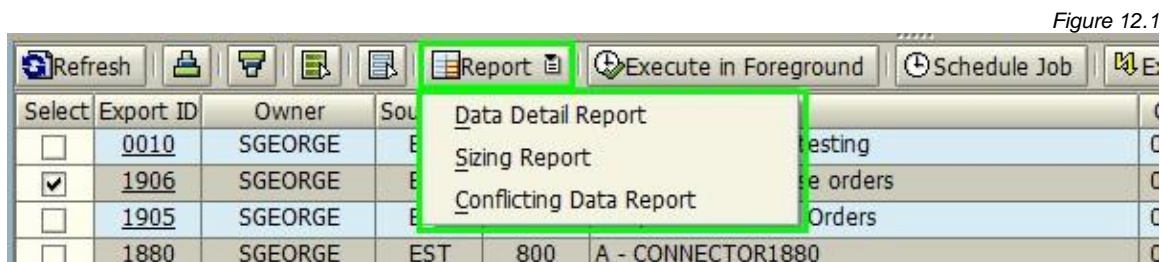 Figure 12.1
Refresh Report Execute in Foreground Schedule Job
Select Export ID Owner
Data Detail Report
0010 SGEORGE testing
Sizing Report
1906 SGEORGE orders
Conflicting Data Report
1905 SGEORGE Orders
1880 SGEORGE EST 800 A - CONNECTOR1880